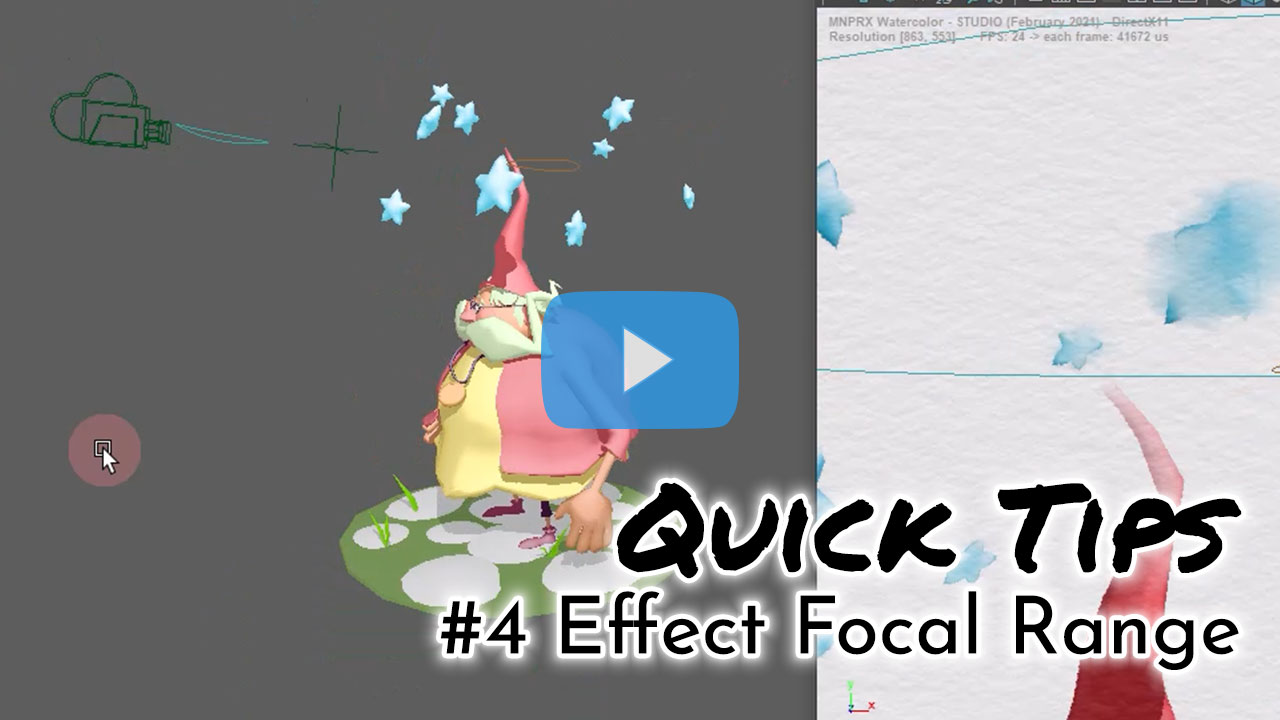 MNPRX Watercolor - STUDIO (February 2021) - DirectX11
Resolution [863, 553] FPS: 24 -> each frame: 41672 us
Quick Tips
#4 Effect Focal Range
y
z
x